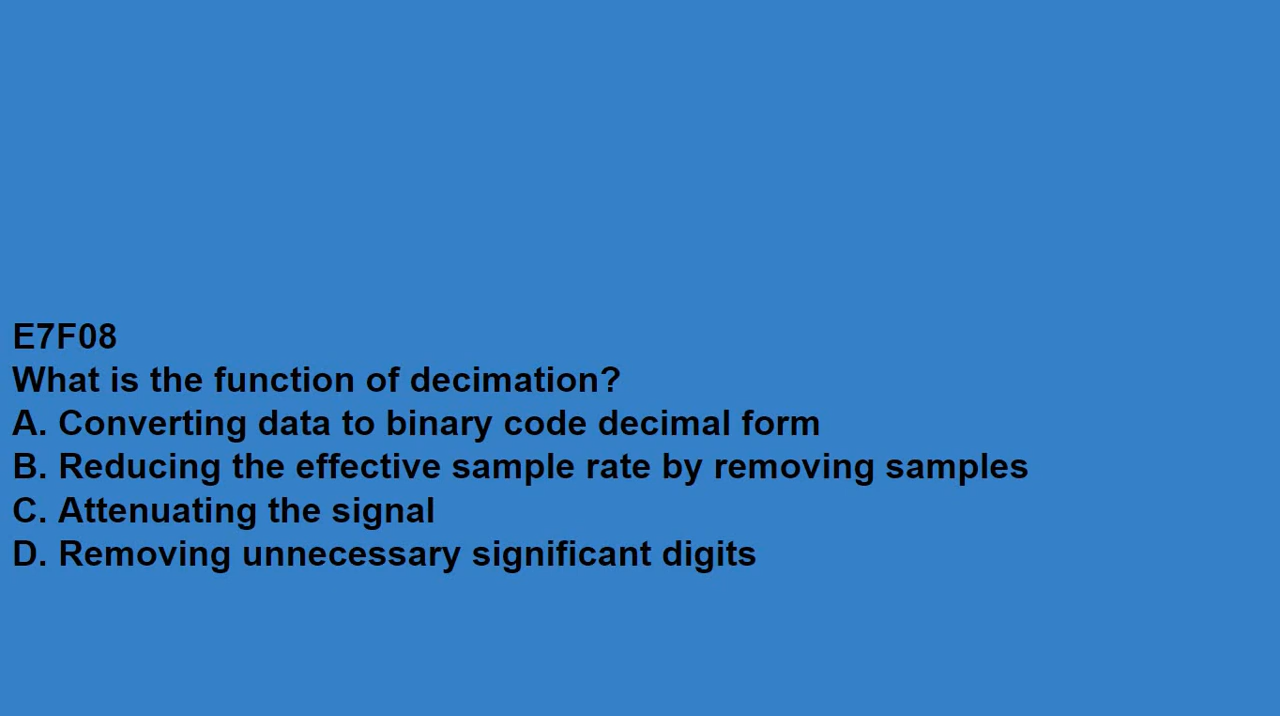 E7F08
What is the function of decimation?
A. Converting data to binary code decimal form
B. Reducing the effective sample rate by removing samples
C. Attenuating the signal
D. Removing unnecessary significant digits